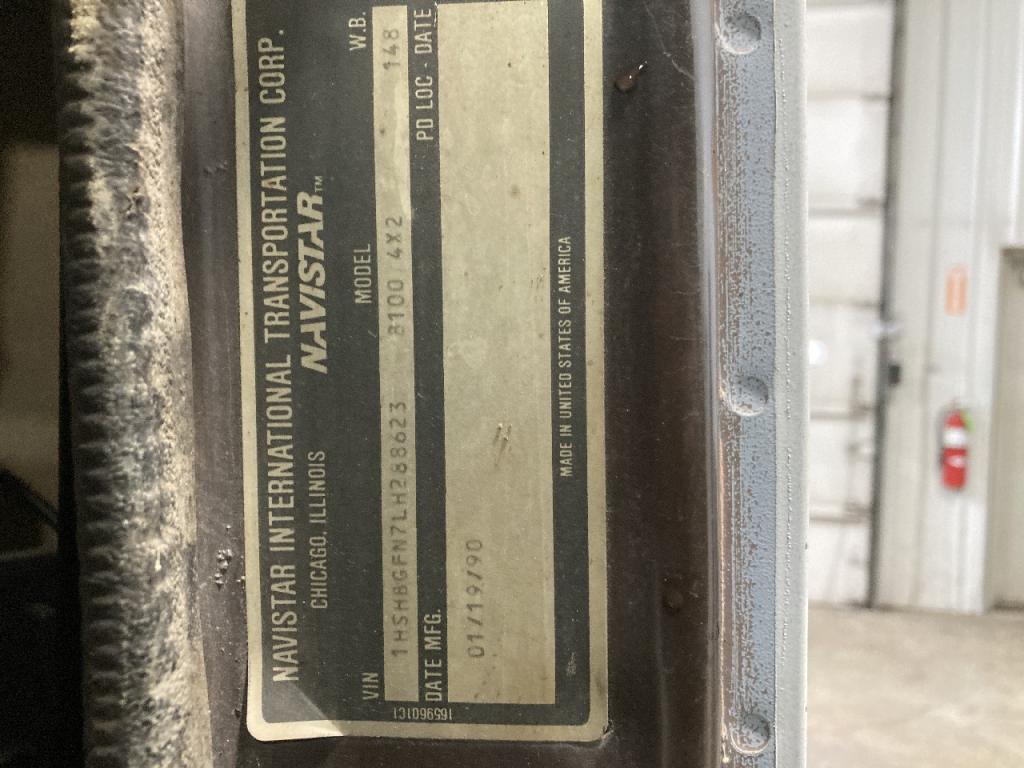 NAVISTAR INTERNATIONAL TRANSPORTATION CORP.
CHICAGO, ILLINOIS NAVISTAR™
VIN MODEL W.B.
1HSHBGFN7LH288623 8100 4X2 148
DATE MFG. PD LOC - DATE
01/19/90
MADE IN UNITED STATES OF AMERICA
1659601C1